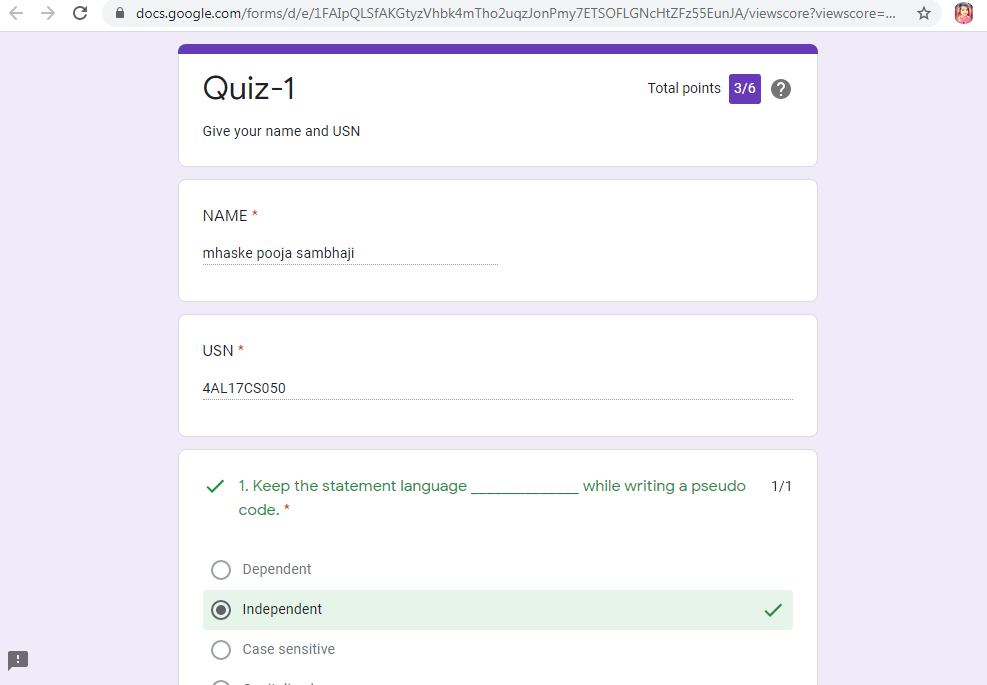 docs.google.com/forms/d/e/1FAIpQLSfAKGtyzVhbk4mTho2uqzJonPmy7ETSOFLGNcHtZFz55EunJA/viewscore?viewscore=...
Quiz-1
Total points 3/6 ?
Give your name and USN
NAME *
mhaske pooja sambhaji
USN *
4AL17CS050
1. Keep the statement language ______________ while writing a pseudo 1/1
code. *
Dependent
Independent
Case sensitive